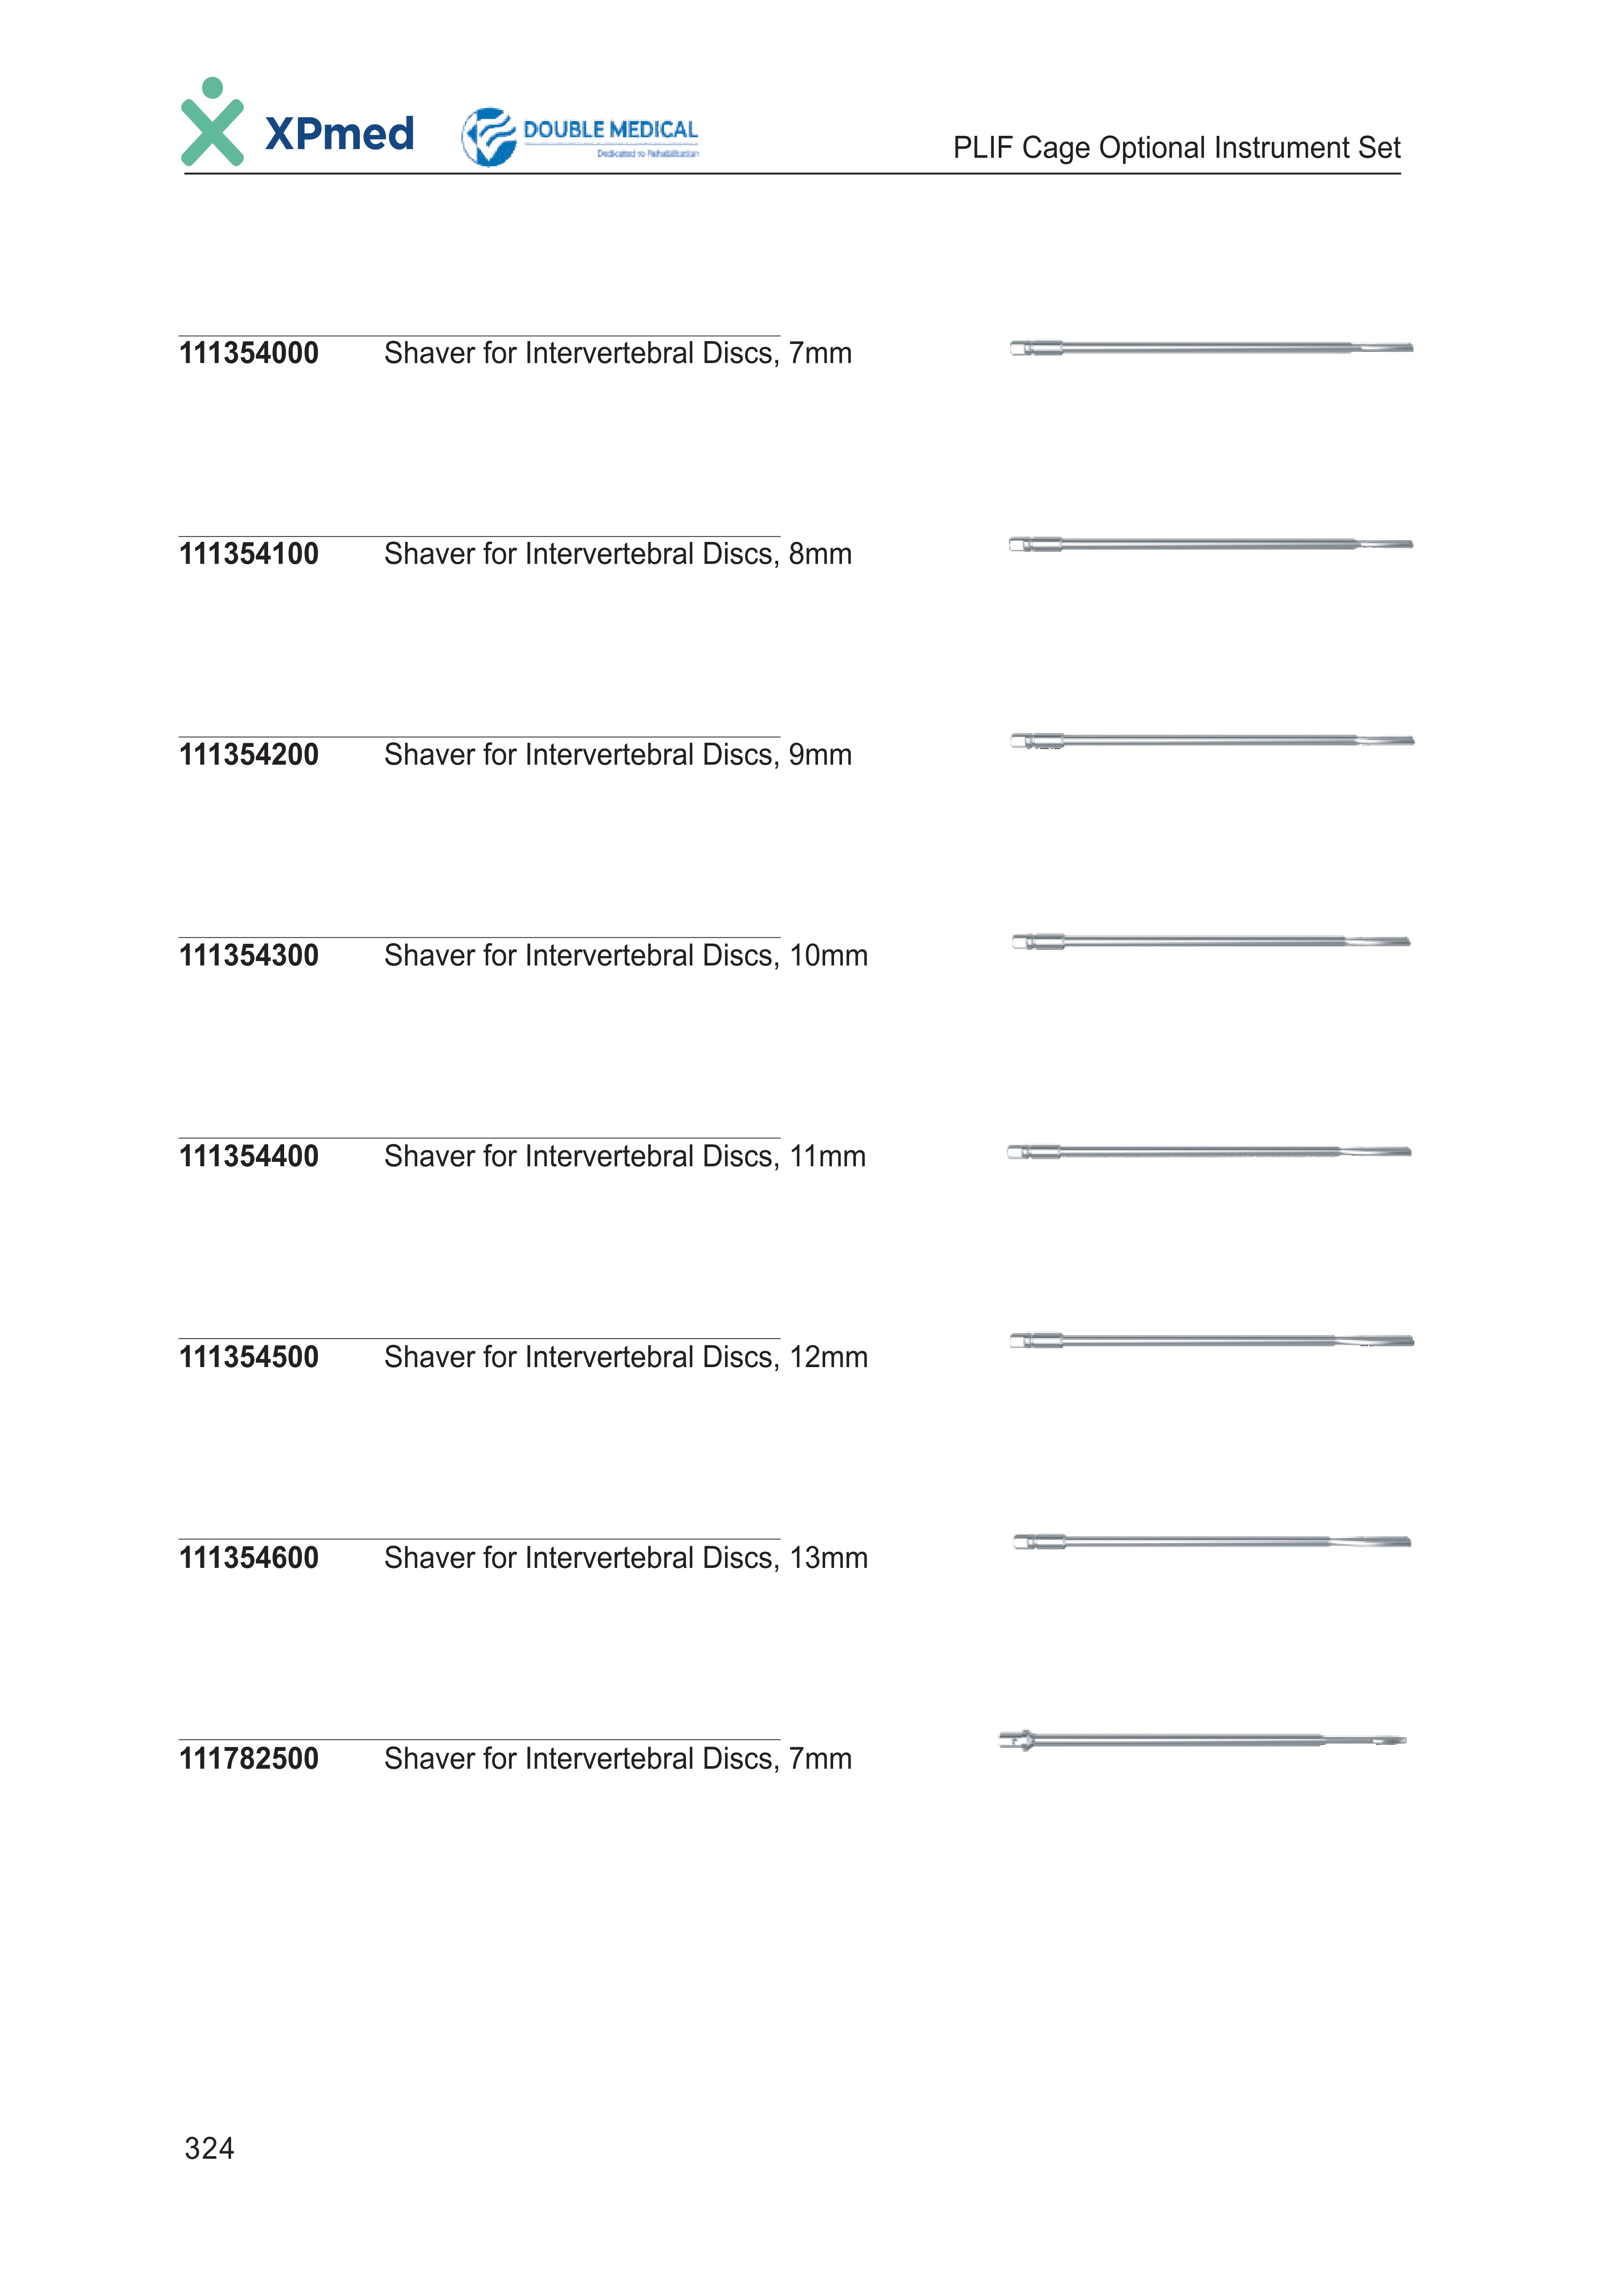 XPmed
DOUBLE MEDICAL
Dedicated to Rehabilitation
PLIF Cage Optional Instrument Set
111354000 Shaver for Intervertebral Discs, 7mm
111354100 Shaver for Intervertebral Discs, 8mm
111354200 Shaver for Intervertebral Discs, 9mm
111354300 Shaver for Intervertebral Discs, 10mm
111354400 Shaver for Intervertebral Discs, 11mm
111354500 Shaver for Intervertebral Discs, 12mm
111354600 Shaver for Intervertebral Discs, 13mm
111782500 Shaver for Intervertebral Discs, 7mm
324